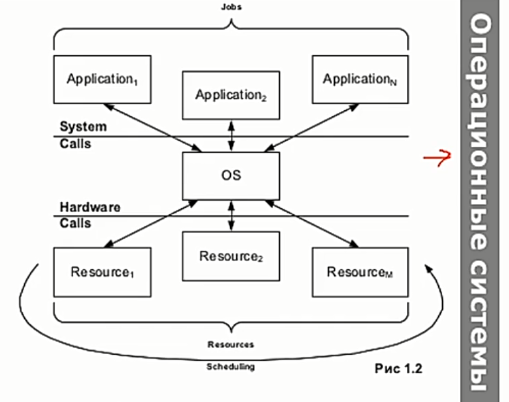 Jobs
Application1
Application2
ApplicationN
System
Calls
OS
Hardware
Calls
Resource1
Resource2
ResourceM
Resources
Scheduling
Рис 1.2
Операционные системы